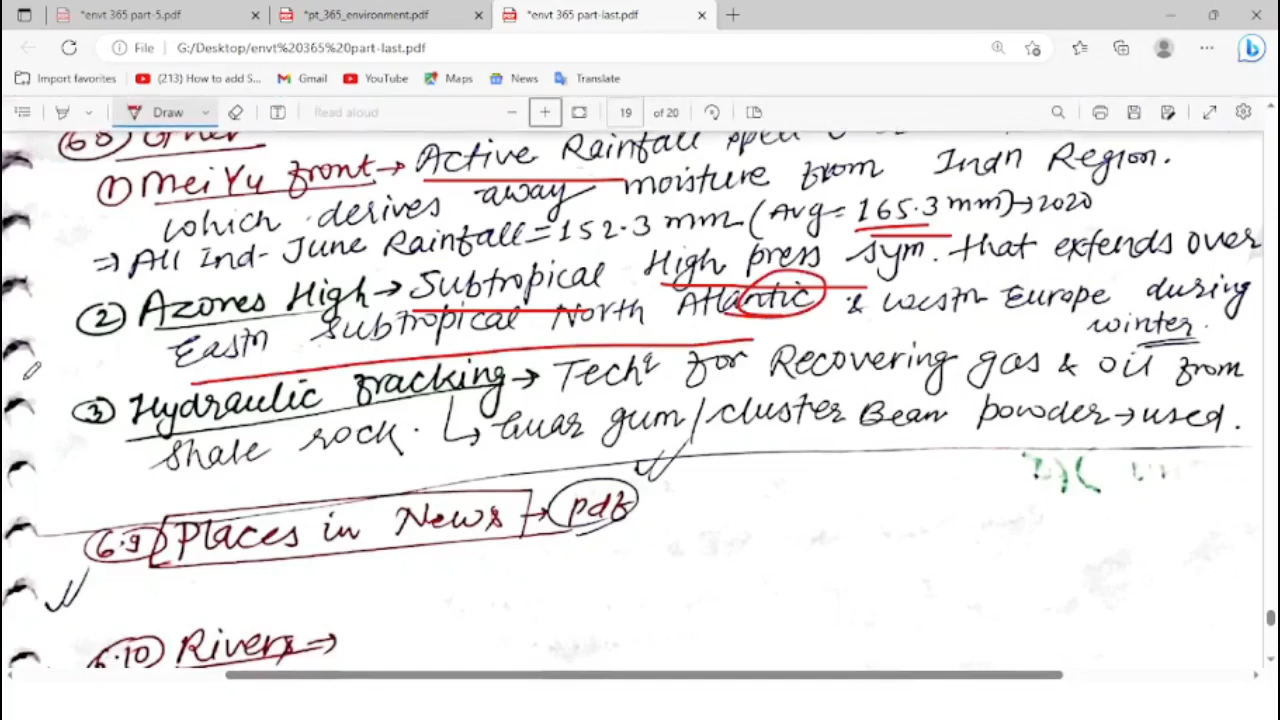 *envt 365 part-5.pdf
*pt_365_environment.pdf
*envt 365 part-last.pdf
File
G:/Desktop/envt%20365%20part-last.pdf
Import favorites
(213) How to add S...
Gmail
YouTube
Maps
News
Translate
Draw
Read aloud
19
of 20
6.8 Other
① Mei Yu front → Active Rainfall spell
which derives away moisture from Indn Region.
⇒ All Ind- June Rainfall = 152.3 mm (Avg = 165.3 mm) → 2020
② Azores High → Subtropical High press sym. that extends over
Eastn Subtropical North Atlantic & Westn Europe during
winter.
③ Hydraulic fracking → Tech² for Recovering gas & oil from
Shale rock. ↳ Guar gum / cluster Bean powder → used.
6.9 Places in News → pdf
6.10 Rivers →